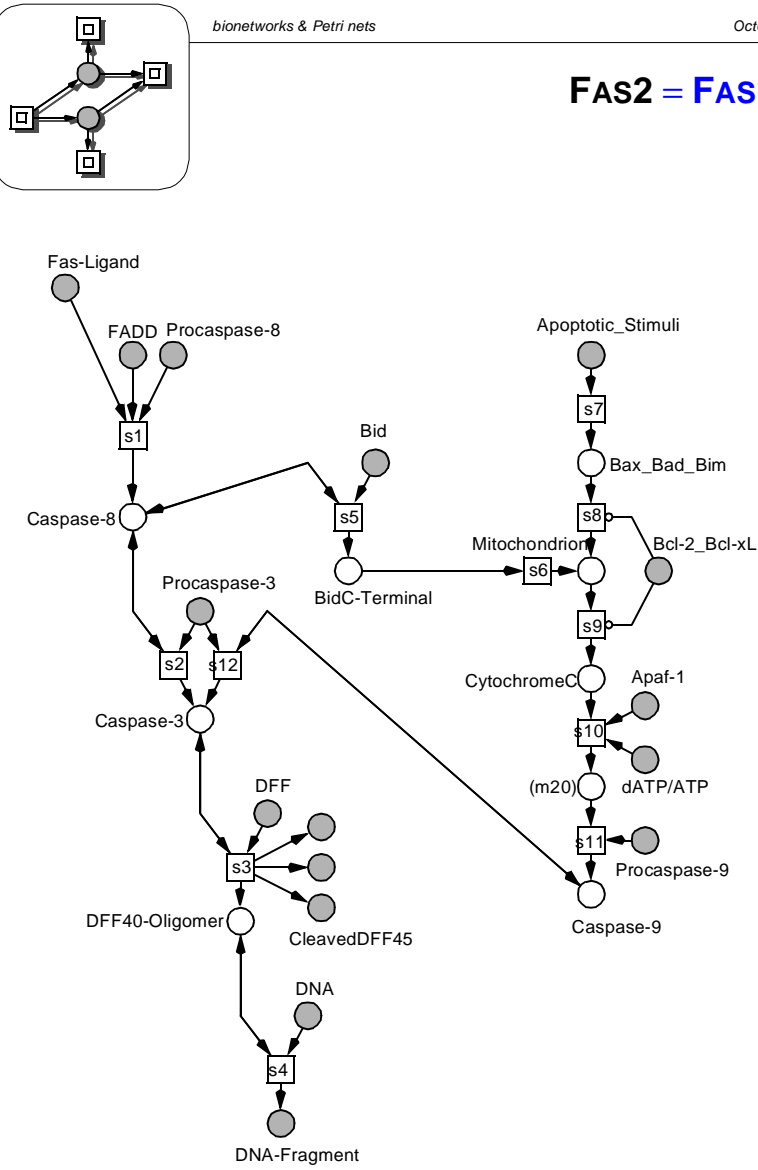 bionetworks & Petri nets
Octo
FAS2 = FAS
Fas-Ligand
FADD Procaspase-8
Apoptotic_Stimuli
s7
s1
Bid
Bax_Bad_Bim
Caspase-8
s5
s8
Mitochondrion
Bcl-2_Bcl-xL
Procaspase-3
BidC-Terminal
s6
s9
s2
s12
CytochromeC
Apaf-1
Caspase-3
s10
DFF
(m20)
dATP/ATP
s3
s11
Procaspase-9
DFF40-Oligomer
CleavedDFF45
Caspase-9
DNA
s4
DNA-Fragment